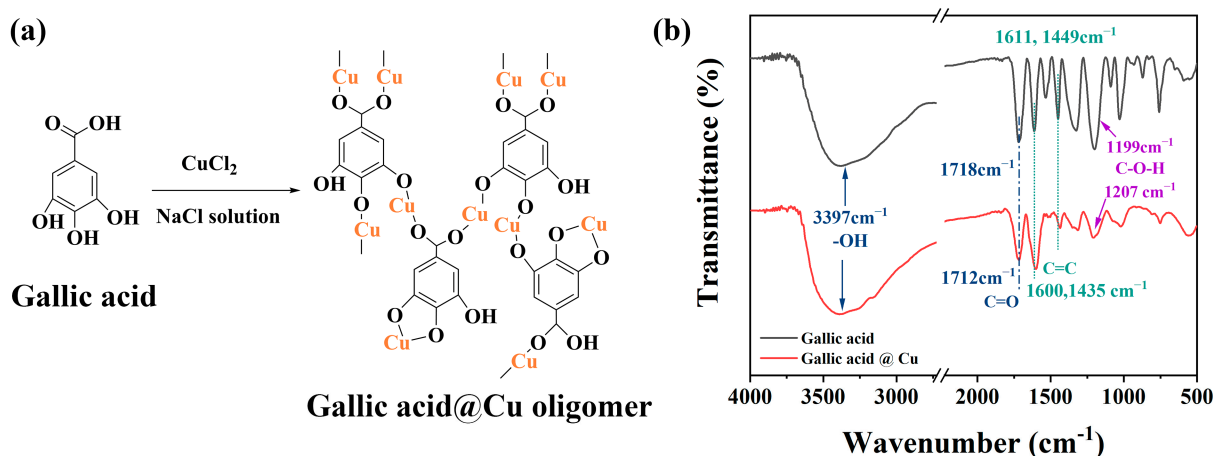 (a)
O
OH
HO
OH
OH
Gallic acid
CuCl₂
NaCl solution
Cu Cu
O O
OH
O
O
Cu
Cu
O
O
Cu
OH
O
O
Cu
Cu Cu
O O
O
O
OH
Cu
O
Cu
O
O
Cu
O
OH
Gallic acid@Cu oligomer
(b)
Transmittance (%)
1611, 1449cm⁻¹
1718cm⁻¹
1199cm⁻¹
C-O-H
1207 cm⁻¹
3397cm⁻¹
-OH
1712cm⁻¹
C=O
C=C
1600,1435 cm⁻¹
Gallic acid
Gallic acid @ Cu
4000 3500 3000 2000 1500 1000 500
Wavenumber (cm⁻¹)